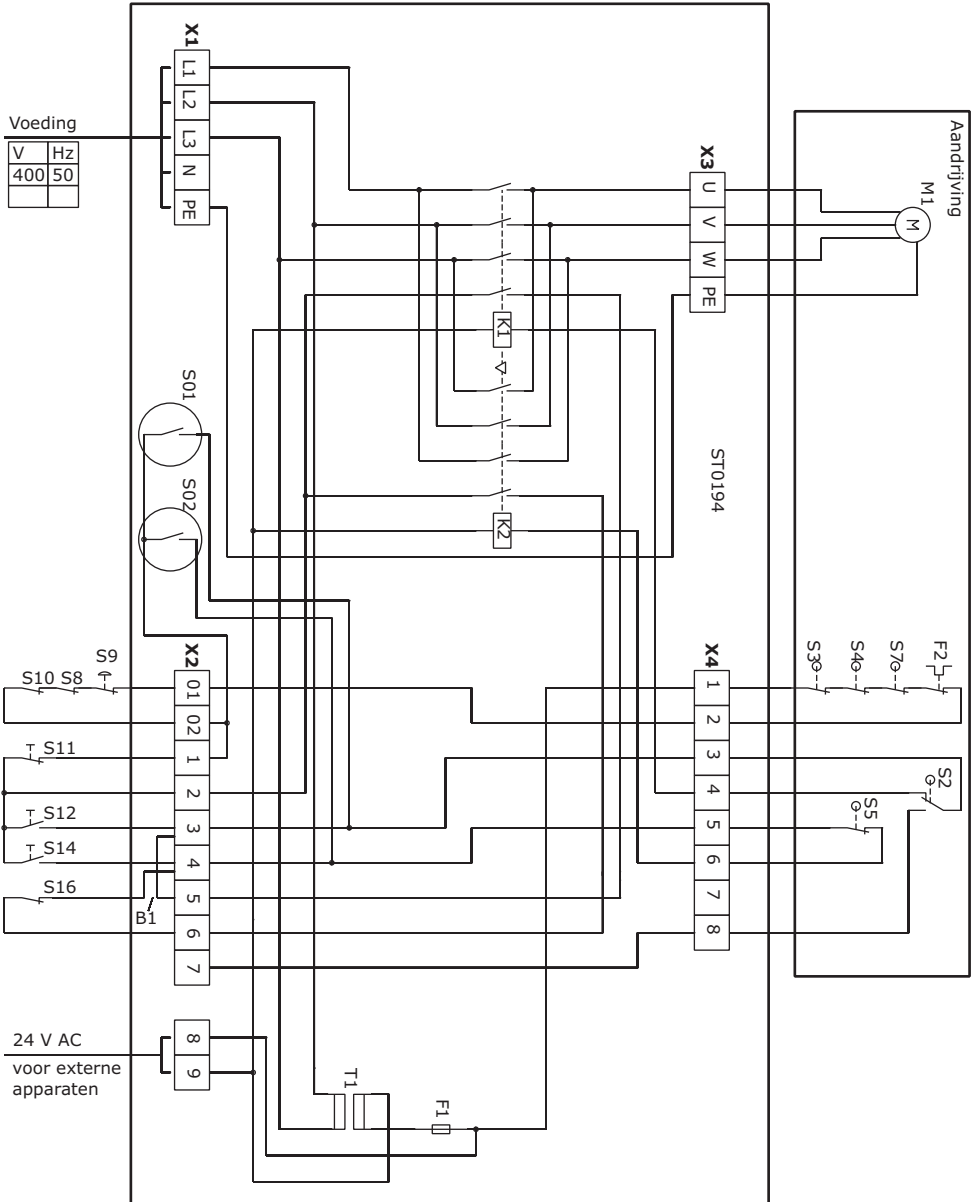 X1
L1
L2
L3
N
PE
Voeding
V Hz
400 50
X3
U
V
W
PE
Aandrijving
M1
M
K1
K2
ST0194
S01
S02
X2
01
02
1
2
3
4
5
6
7
8
9
S9
S10 S8
S11
S12
S14
S16
B1
X4
1
2
3
4
5
6
7
8
S3
S4
S7
F2
S2
S5
24 V AC
voor externe
apparaten
T1
F1